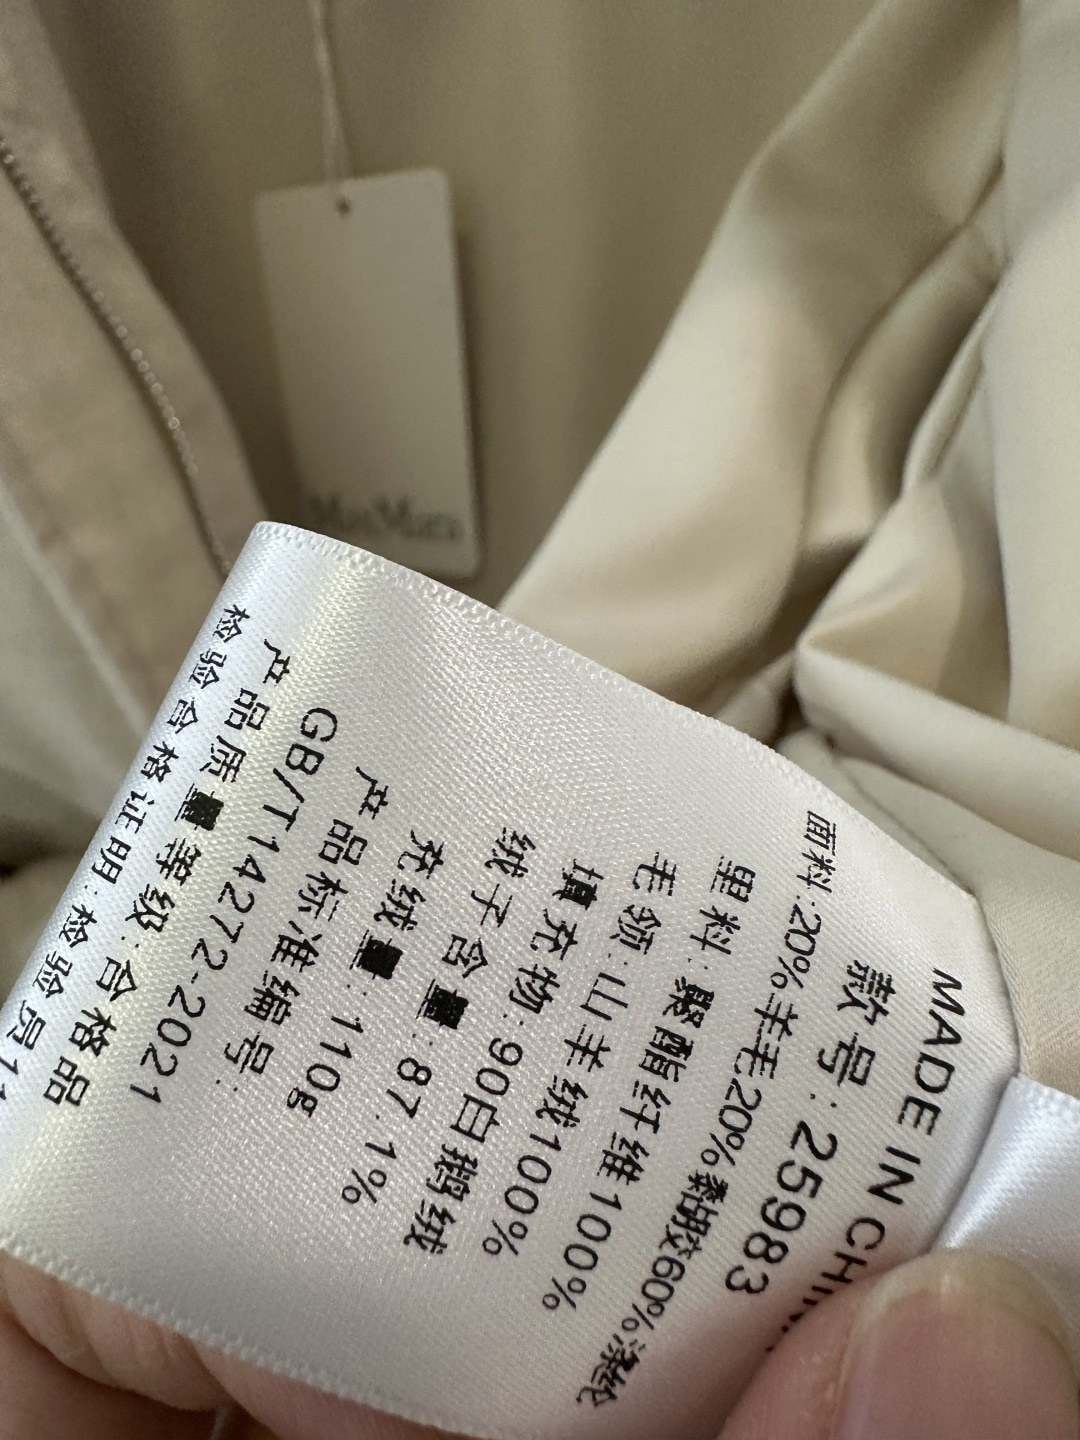 MaxMara
MADE IN CHINA
款号:25983
面料:20%羊毛20%黏胶60%涤纶
里料:聚酯纤维100%
毛领:山羊绒100%
填充物:90白鹅绒
绒子含量:87.1%
充绒量:110g
产品标准编号:
GB/T14272-2021
产品质量等级:合格品
检验合格证明:检验员11